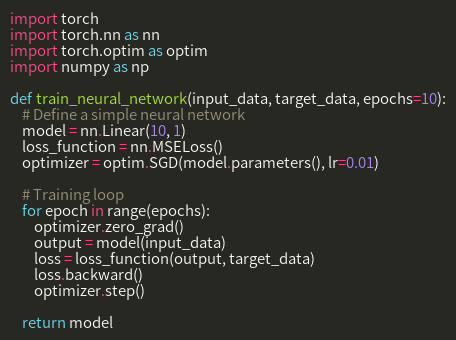 import torch
import torch.nn as nn
import torch.optim as optim
import numpy as np

def train_neural_network(input_data, target_data, epochs=10):
    # Define a simple neural network
    model = nn.Linear(10, 1)
    loss_function = nn.MSELoss()
    optimizer = optim.SGD(model.parameters(), lr=0.01)

    # Training loop
    for epoch in range(epochs):
        optimizer.zero_grad()
        output = model(input_data)
        loss = loss_function(output, target_data)
        loss.backward()
        optimizer.step()

    return model